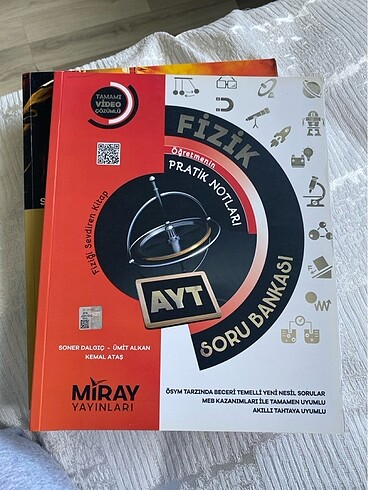 TAMAMI
VİDEO
ÇÖZÜMLÜ
FİZİK
Öğretmenin
PRATİK NOTLARI
Fiziği Sevdiren Kitap
AYT
SORU BANKASI
SONER DALGIÇ - ÜMİT ALKAN
KEMAL ATAŞ
MİRAY
YAYINLARI
ÖSYM TARZINDA BECERİ TEMELLİ YENİ NESİL SORULAR
MEB KAZANIMLARI İLE TAMAMEN UYUMLU
AKILLI TAHTAYA UYUMLU